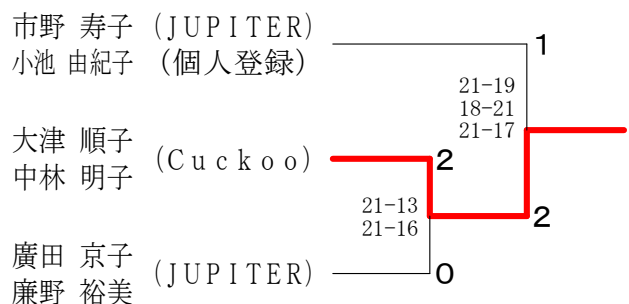 市野 寿子 (JUPITER)
小池 由紀子 (個人登録)
1
21-19
18-21
21-17
大津 順子
中林 明子
(Cuckoo)
2
21-13
21-16
2
廣田 京子
廉野 裕美
(JUPITER)
0